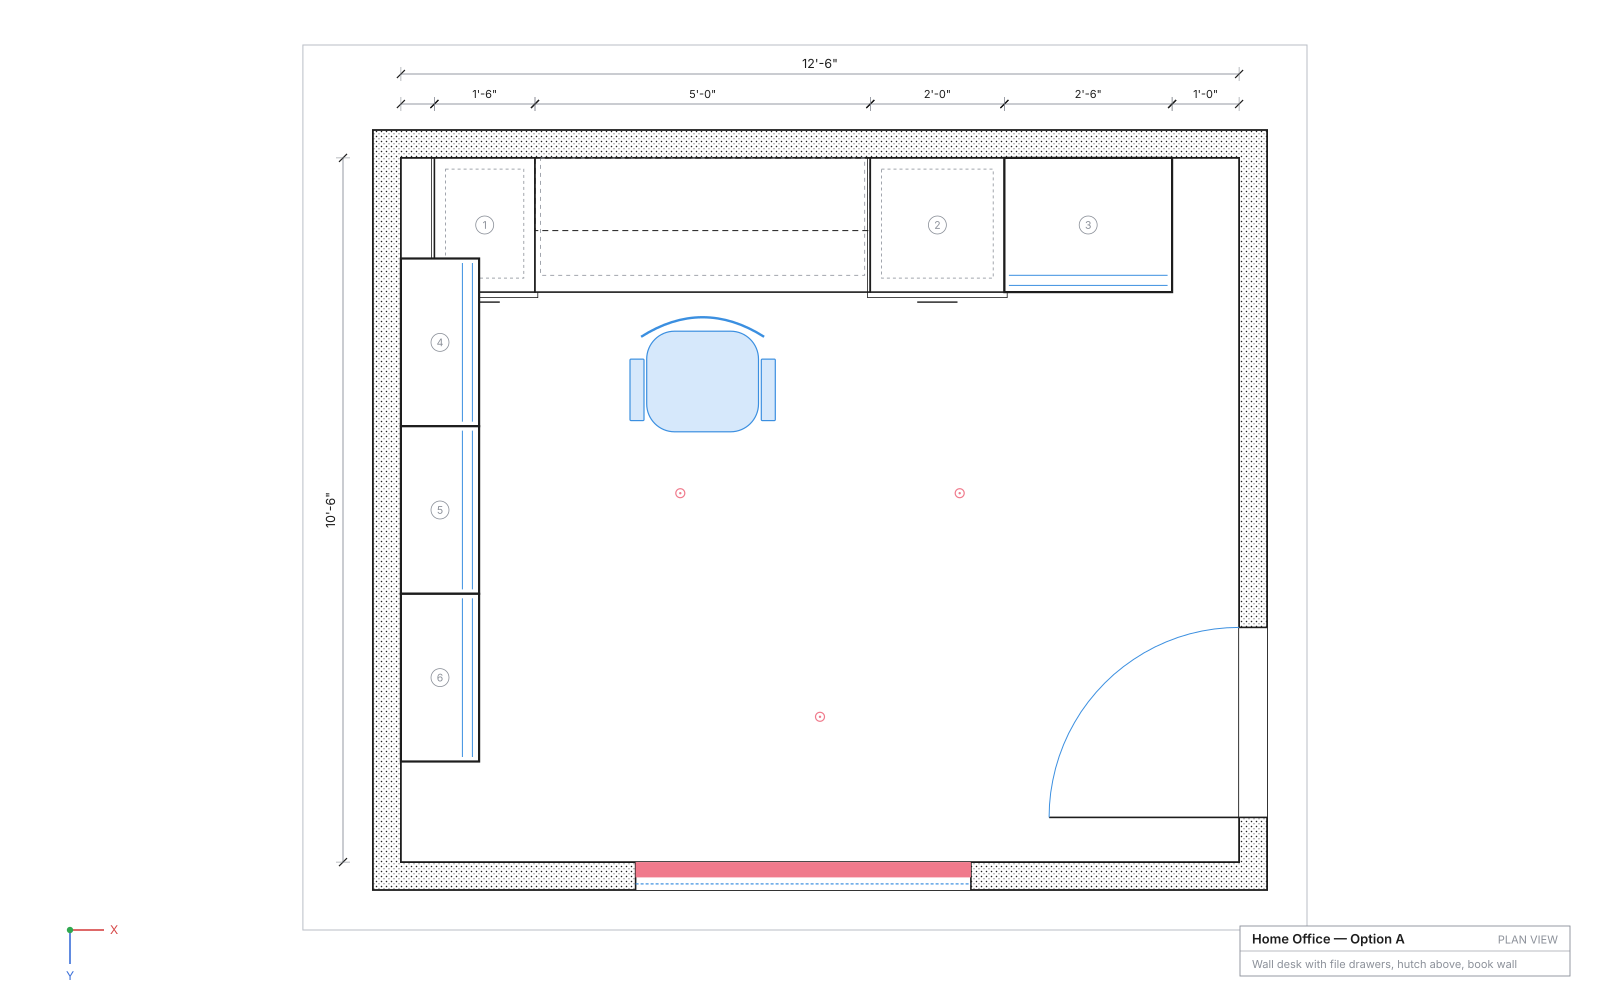 12'-6"
1'-6" 5'-0" 2'-0" 2'-6" 1'-0"
1 2 3
4
10'-6"
5
6
X
Y
Home Office — Option A PLAN VIEW
Wall desk with file drawers, hutch above, book wall